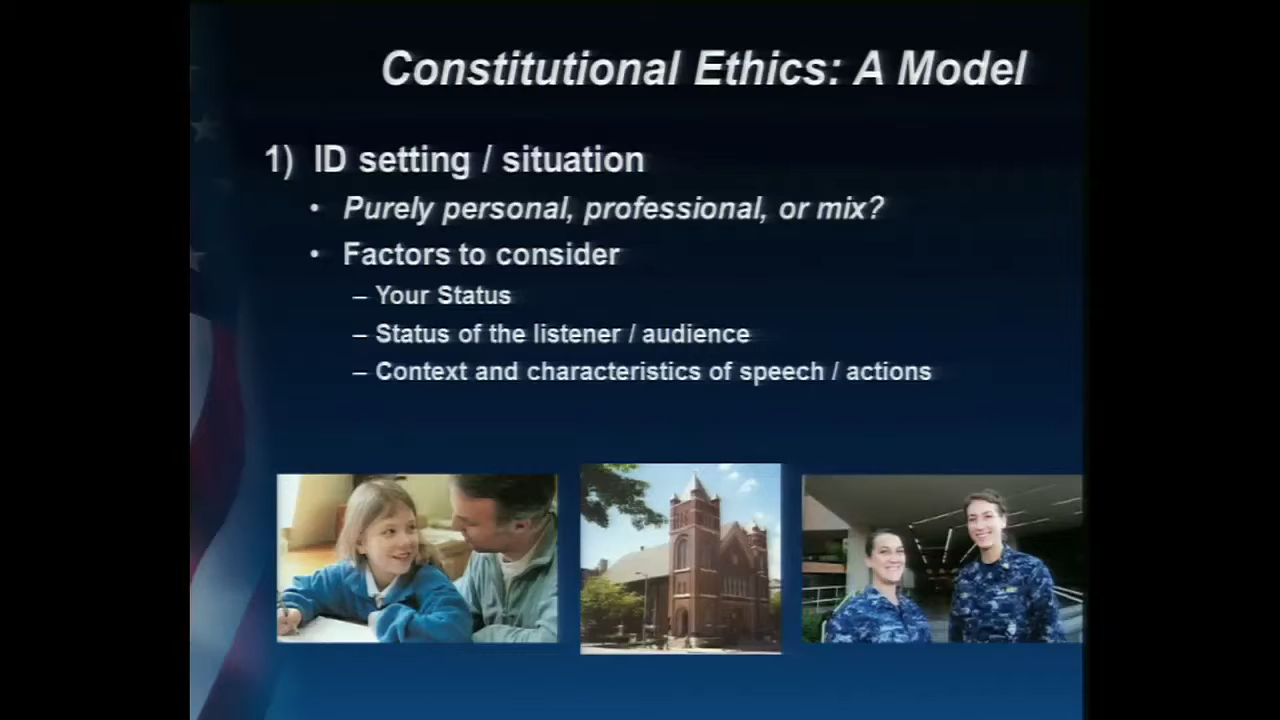 Constitutional Ethics: A Model
1) ID setting / situation
• Purely personal, professional, or mix?
• Factors to consider
– Your Status
– Status of the listener / audience
– Context and characteristics of speech / actions